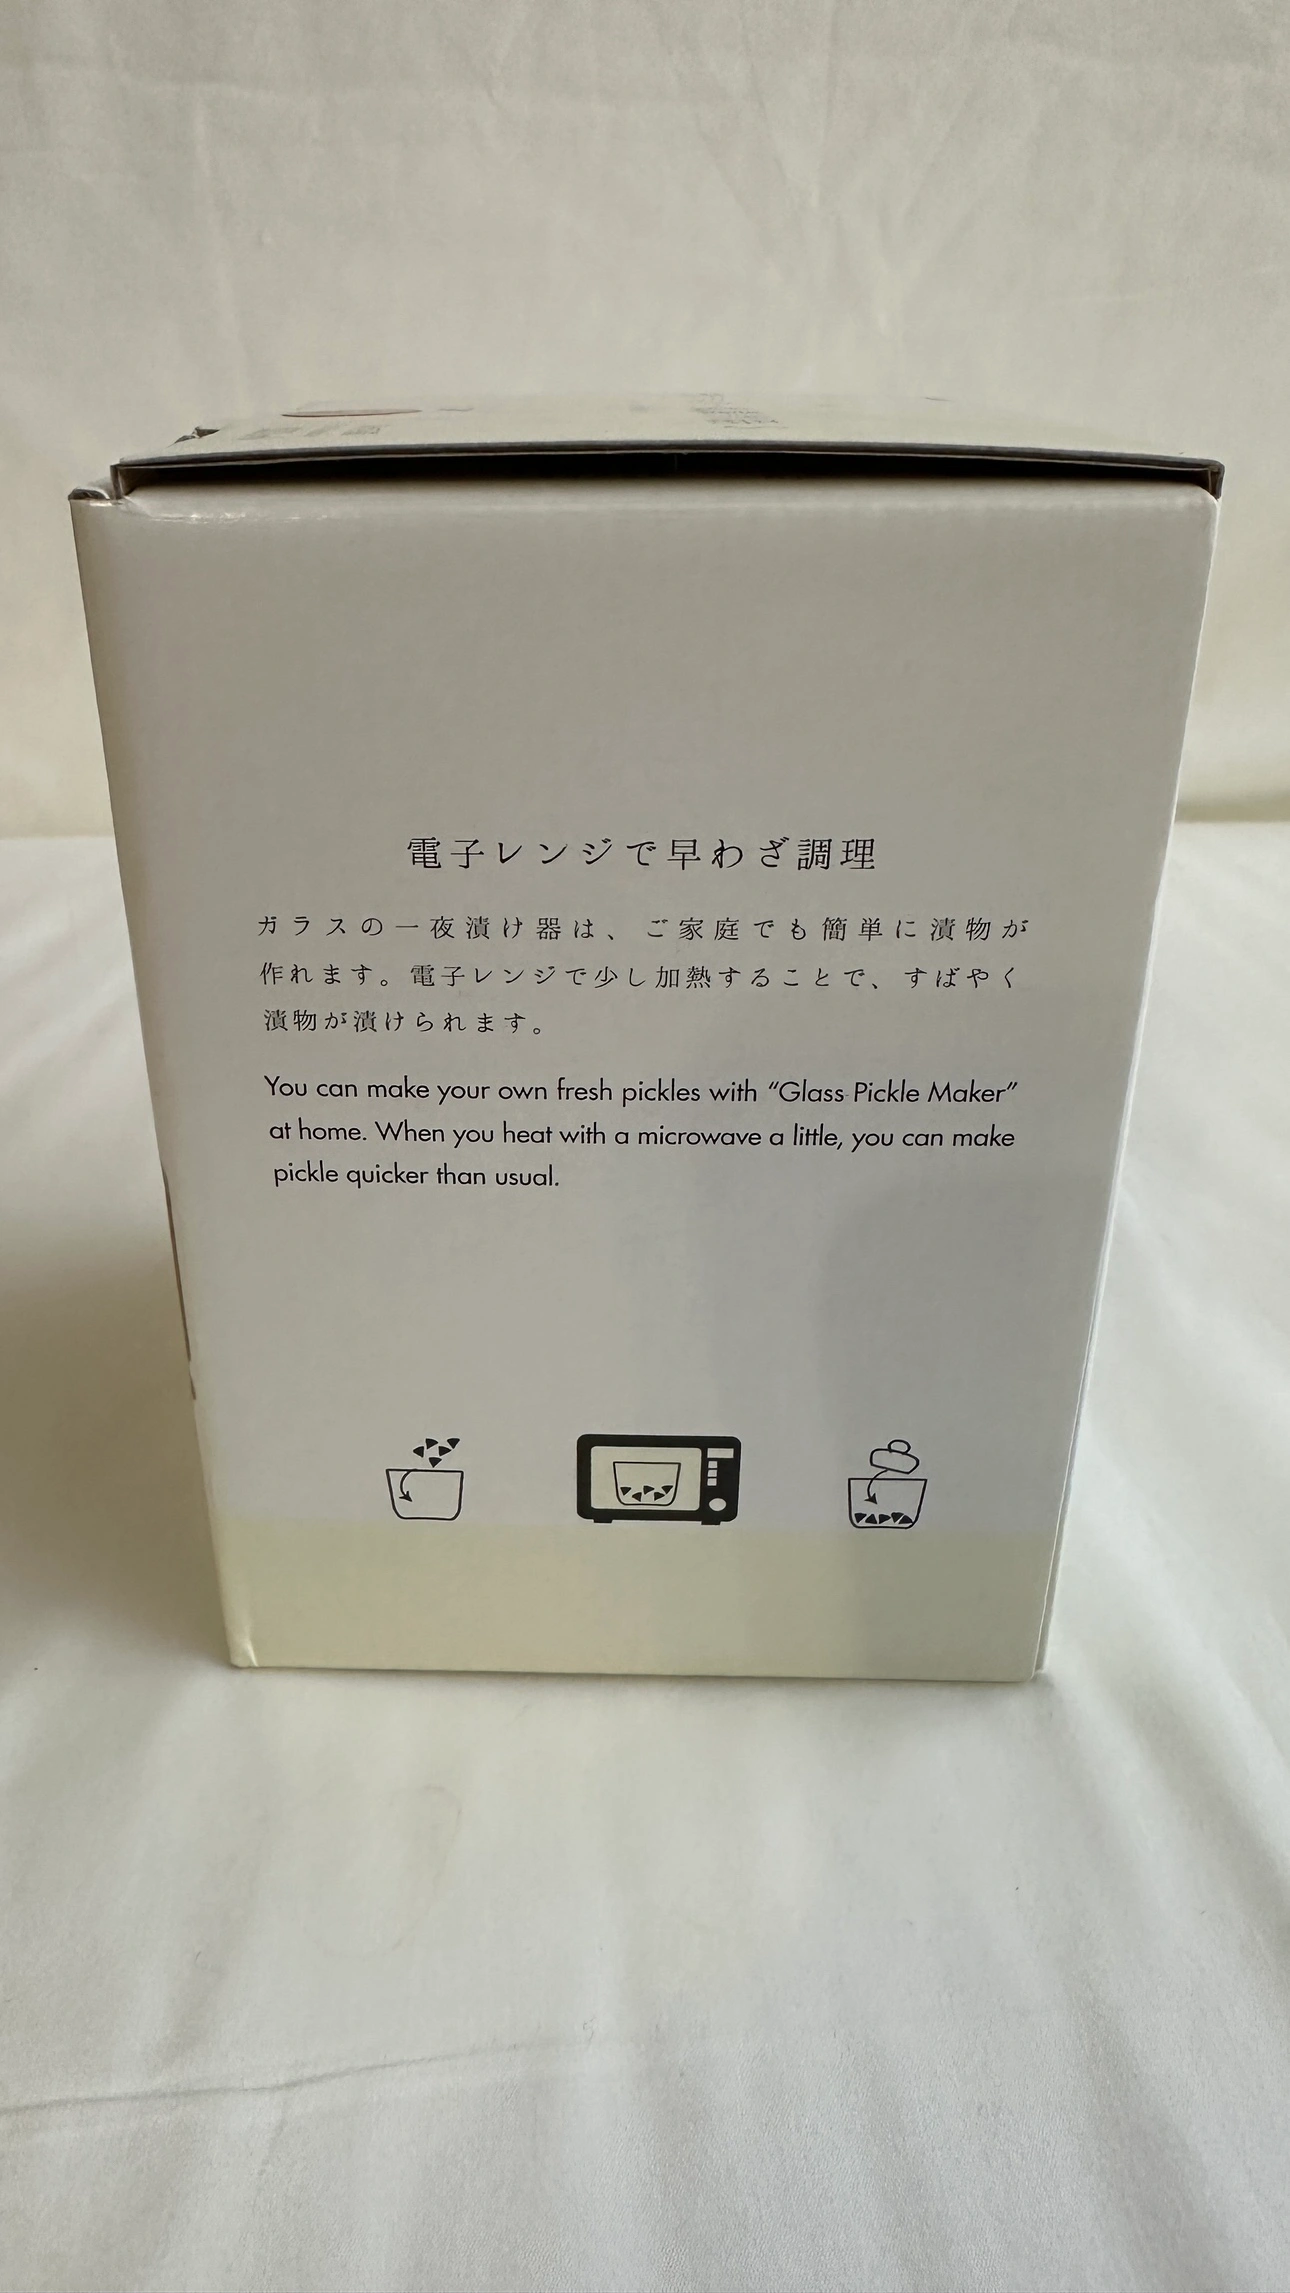 電子レンジで早わざ調理
ガラスの一夜漬け器は、ご家庭でも簡単に漬物が
作れます。電子レンジで少し加熱することで、すばやく
漬物が漬けられます。
You can make your own fresh pickles with “Glass Pickle Maker”
at home. When you heat with a microwave a little, you can make
pickle quicker than usual.